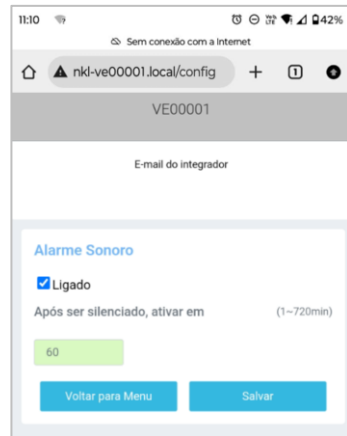 11:10 42%
Sem conexão com a Internet
nkl-ve00001.local/config 1
VE00001
E-mail do integrador
Alarme Sonoro
Ligado
Após ser silenciado, ativar em (1~720min)
60
Voltar para Menu Salvar